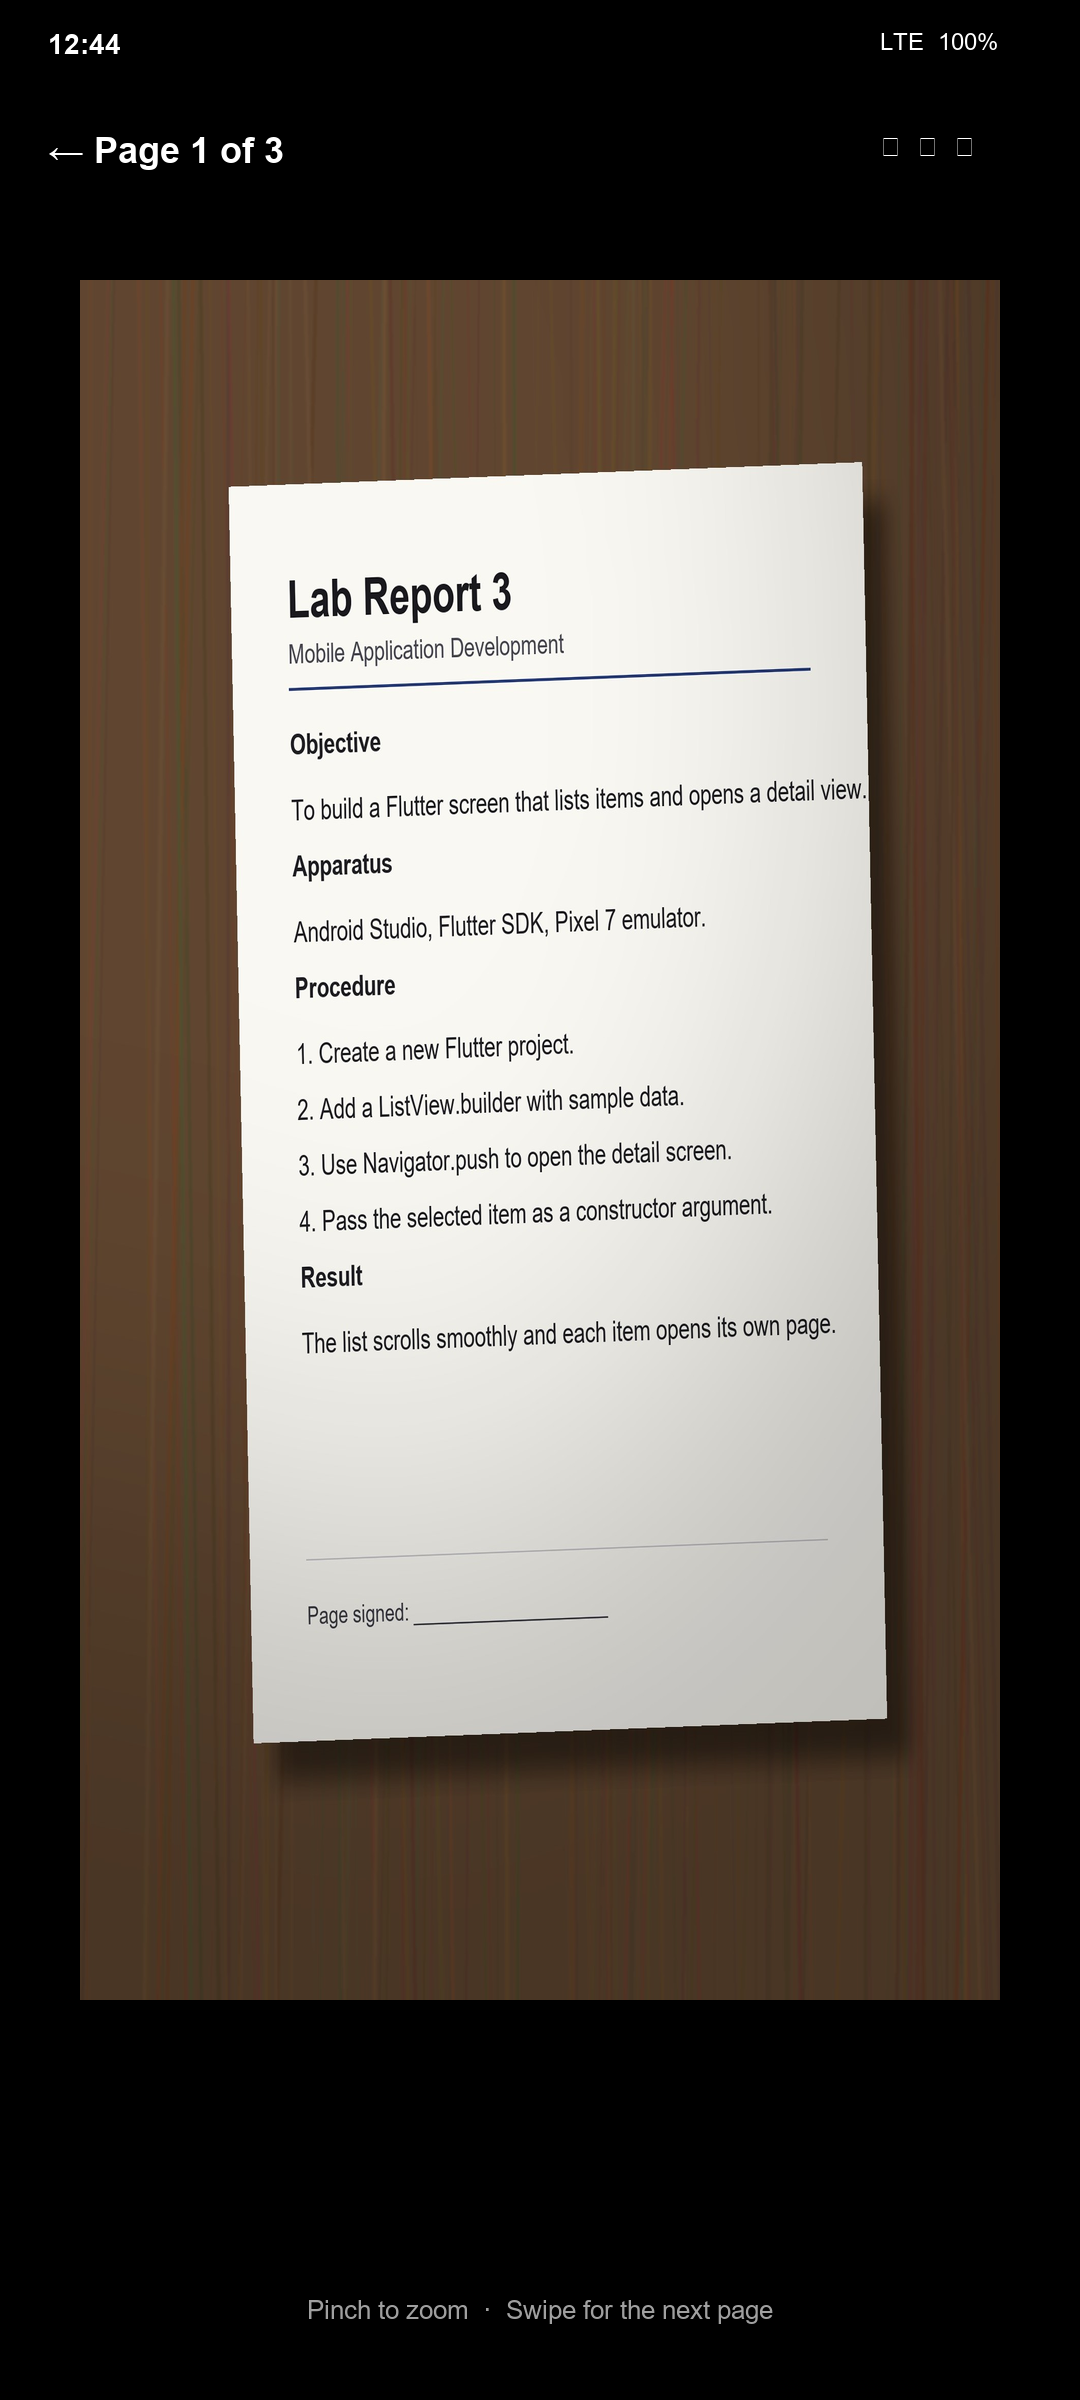 12:44
LTE 100%
← Page 1 of 3
Lab Report 3
Mobile Application Development
Objective
To build a Flutter screen that lists items and opens a detail view.
Apparatus
Android Studio, Flutter SDK, Pixel 7 emulator.
Procedure
1. Create a new Flutter project.
2. Add a ListView.builder with sample data.
3. Use Navigator.push to open the detail screen.
4. Pass the selected item as a constructor argument.
Result
The list scrolls smoothly and each item opens its own page.
Page signed: ________________
Pinch to zoom · Swipe for the next page